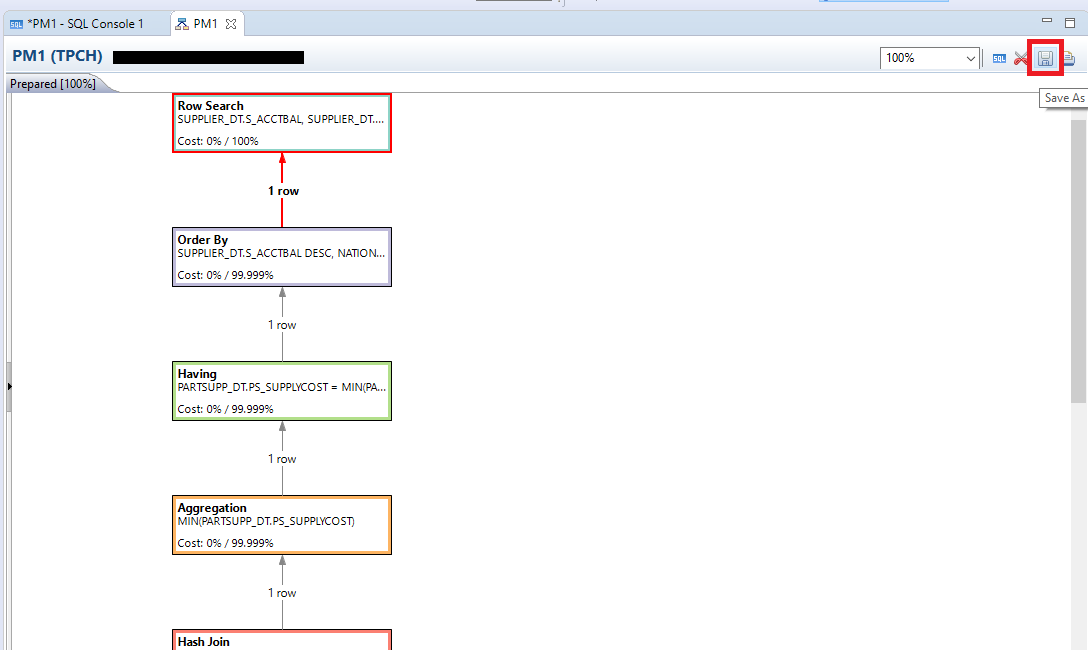 SQL *PM1 - SQL Console 1
PM1
PM1 (TPCH)
100%
SQL
Prepared [100%]
Save As
Row Search
SUPPLIER_DT.S_ACCTBAL, SUPPLIER_DT....
Cost: 0% / 100%
1 row
Order By
SUPPLIER_DT.S_ACCTBAL DESC, NATION...
Cost: 0% / 99.999%
1 row
Having
PARTSUPP_DT.PS_SUPPLYCOST = MIN(PA...
Cost: 0% / 99.999%
1 row
Aggregation
MIN(PARTSUPP_DT.PS_SUPPLYCOST)
Cost: 0% / 99.999%
1 row
Hash Join